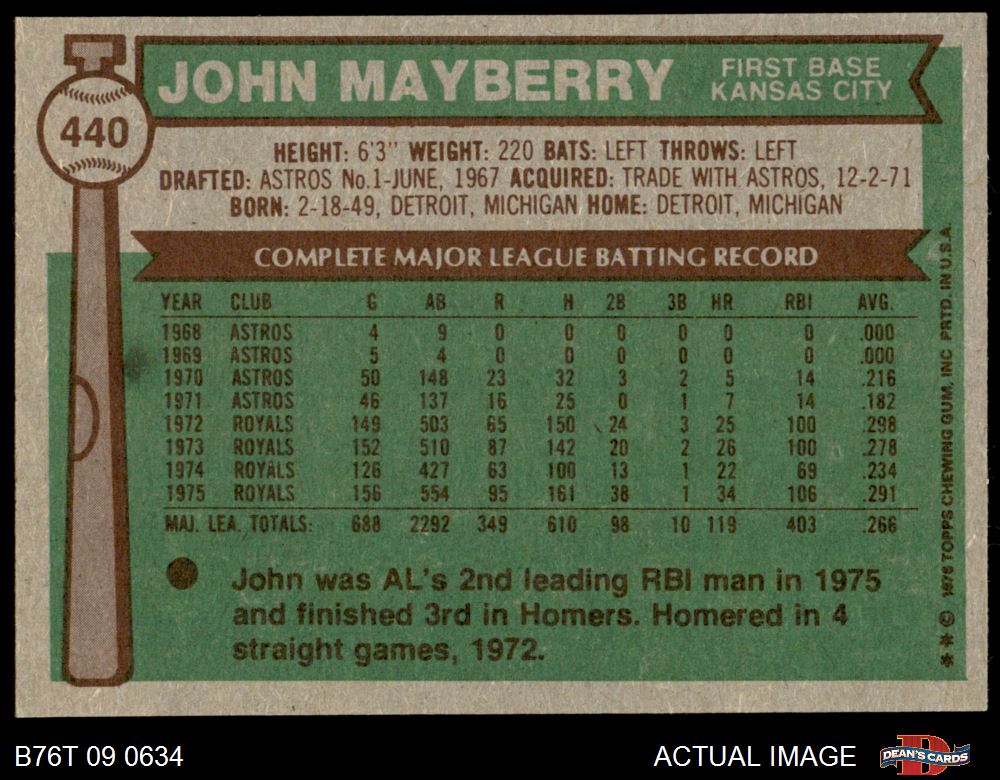 JOHN MAYBERRY
FIRST BASE
KANSAS CITY
440
HEIGHT: 6'3" WEIGHT: 220 BATS: LEFT THROWS: LEFT
DRAFTED: ASTROS No.1-JUNE, 1967 ACQUIRED: TRADE WITH ASTROS, 12-2-71
BORN: 2-18-49, DETROIT, MICHIGAN HOME: DETROIT, MICHIGAN
COMPLETE MAJOR LEAGUE BATTING RECORD
YEAR CLUB G AB R H 2B 3B HR RBI AVG.
1968 ASTROS 4 9 0 0 0 0 0 0 .000
1969 ASTROS 5 4 0 0 0 0 0 0 .000
1970 ASTROS 50 148 23 32 3 2 5 14 .216
1971 ASTROS 46 137 16 25 0 1 7 14 .182
1972 ROYALS 149 503 65 150 24 3 25 100 .298
1973 ROYALS 152 510 87 142 20 2 26 100 .278
1974 ROYALS 126 427 63 100 13 1 22 69 .234
1975 ROYALS 156 554 95 161 38 1 34 106 .291
MAJ. LEA. TOTALS: 688 2292 349 610 98 10 119 403 .266
John was AL's 2nd leading RBI man in 1975
and finished 3rd in Homers. Homered in 4
straight games, 1972.
* * © 1976 TOPPS CHEWING GUM, INC PRTD. IN U.S.A.
B76T 09 0634
ACTUAL IMAGE
D
DEAN'S CARDS